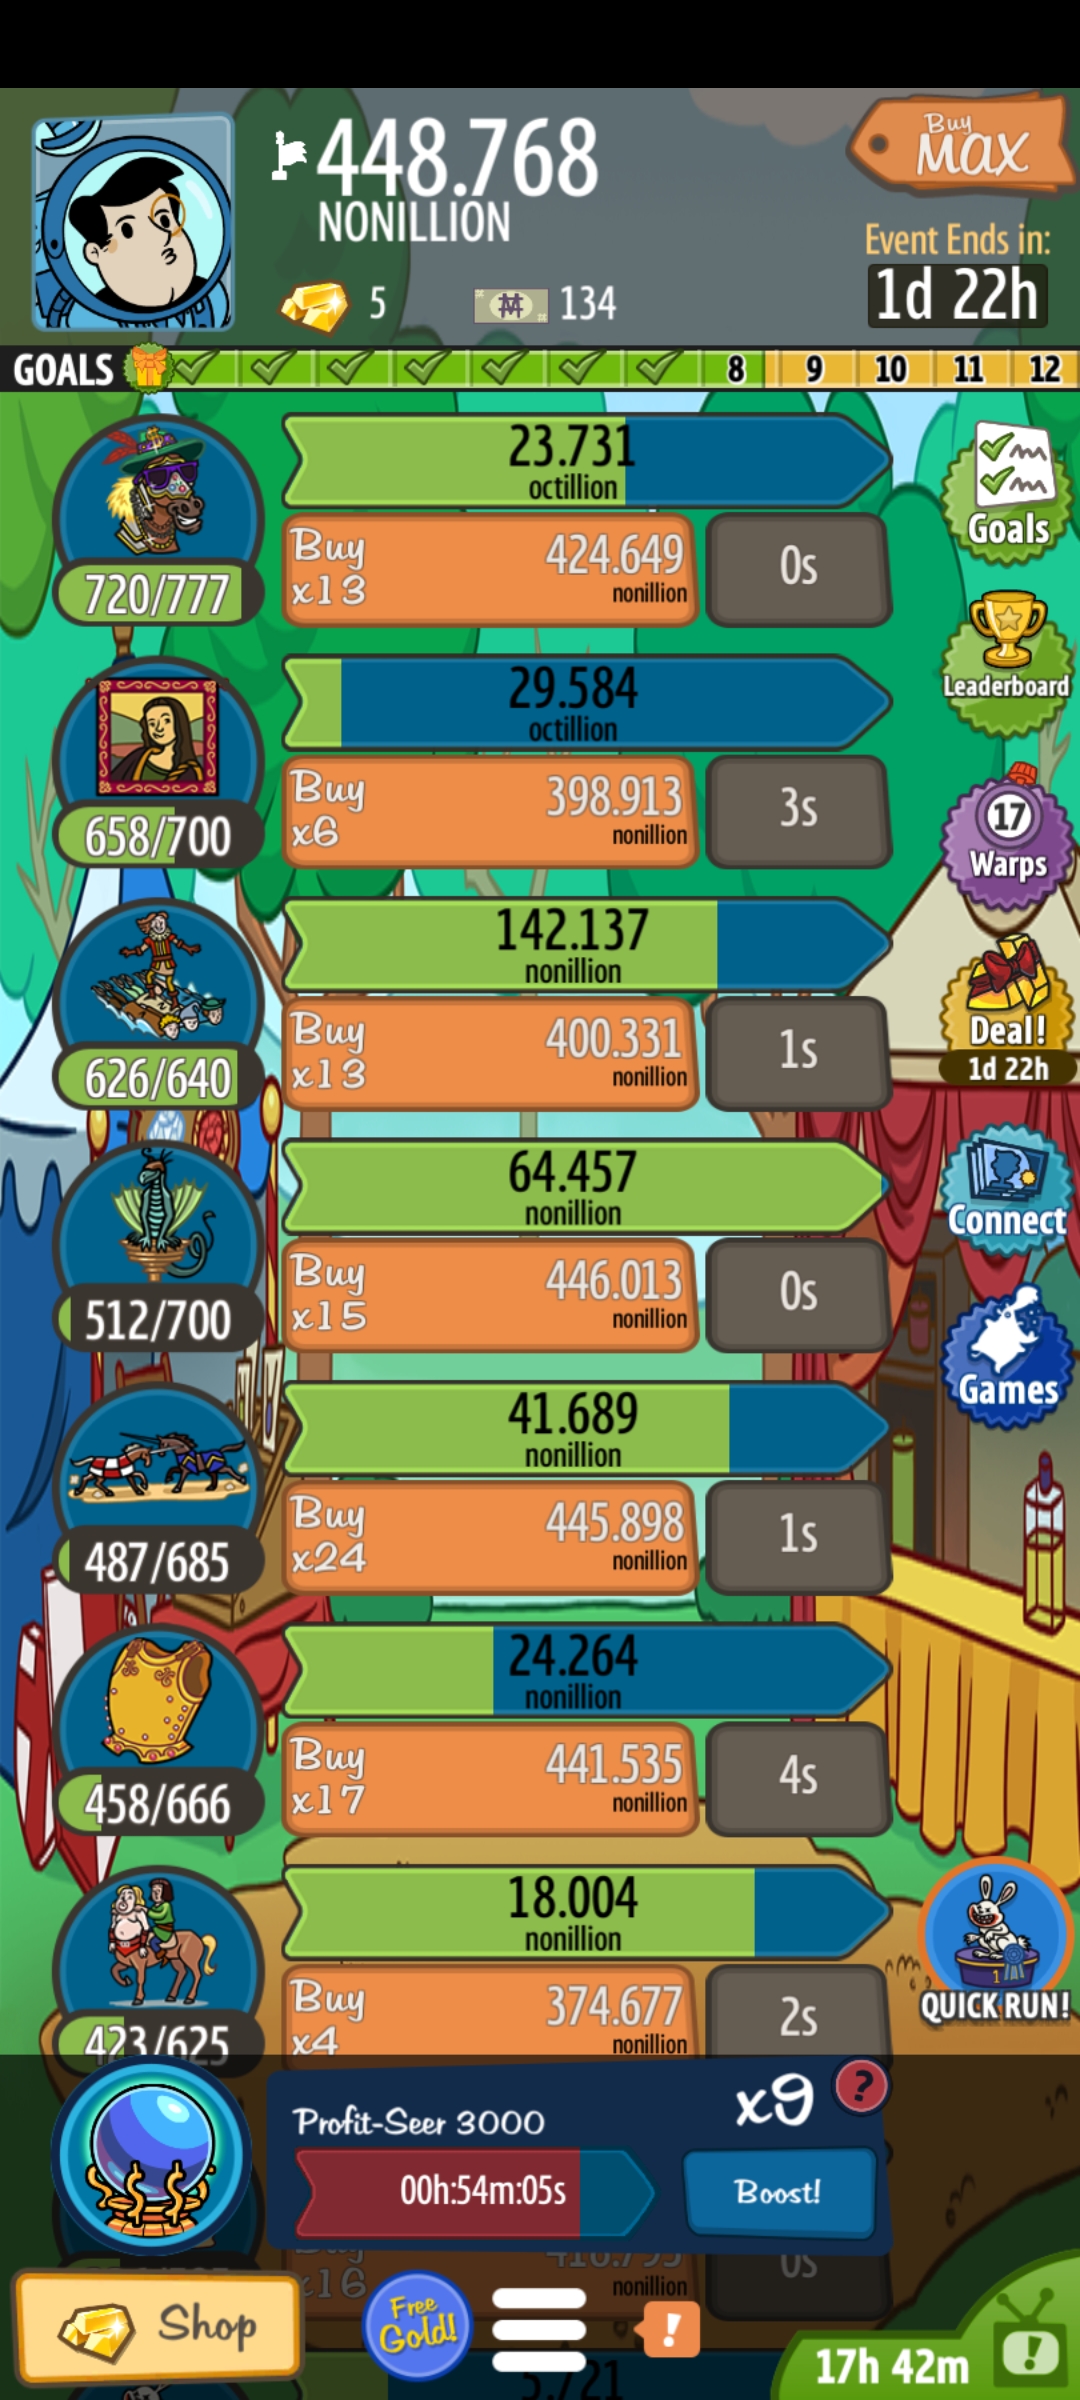 448.768
NONILLION
Buy
MAX
5
134
Event Ends in:
1d 22h
GOALS
8 9 10 11 12
23.731
octillion
720/777
Buy
x13
424.649
nonillion
0s
Goals
29.584
octillion
658/700
Buy
x6
398.913
nonillion
3s
Leaderboard
17
Warps
142.137
nonillion
626/640
Buy
x13
400.331
nonillion
1s
Deal!
1d 22h
64.457
nonillion
512/700
Buy
x15
446.013
nonillion
0s
Connect
41.689
nonillion
487/685
Buy
x24
445.898
nonillion
1s
Games
24.264
nonillion
458/666
Buy
x17
441.535
nonillion
4s
18.004
nonillion
423/625
Buy
x4
374.677
nonillion
2s
1
QUICK RUN!
Profit-Seer 3000
x9
?
00h:54m:05s
Boost!
Buy
x16
nonillion
0s
Shop
Free
Gold!
!
17h 42m
!
5.721